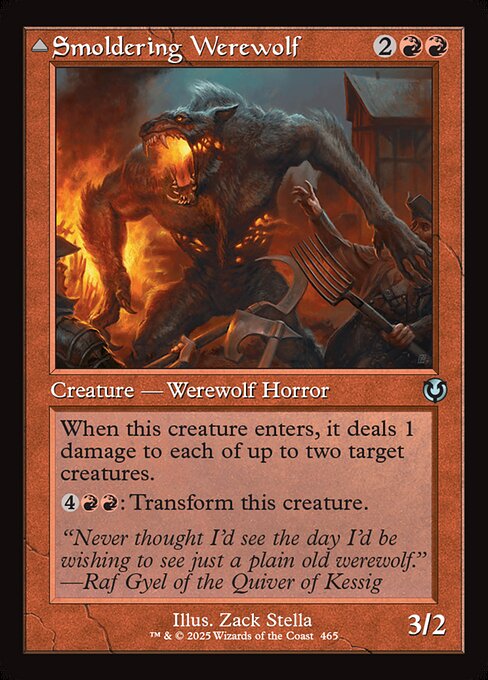 Smoldering Werewolf 2
Creature — Werewolf Horror
When this creature enters, it deals 1
damage to each of up to two target
creatures.
4: Transform this creature.
“Never thought I’d see the day I’d be
wishing to see just a plain old werewolf.”
—Raf Gyel of the Quiver of Kessig
Illus. Zack Stella
™ & © 2025 Wizards of the Coast 465
3/2